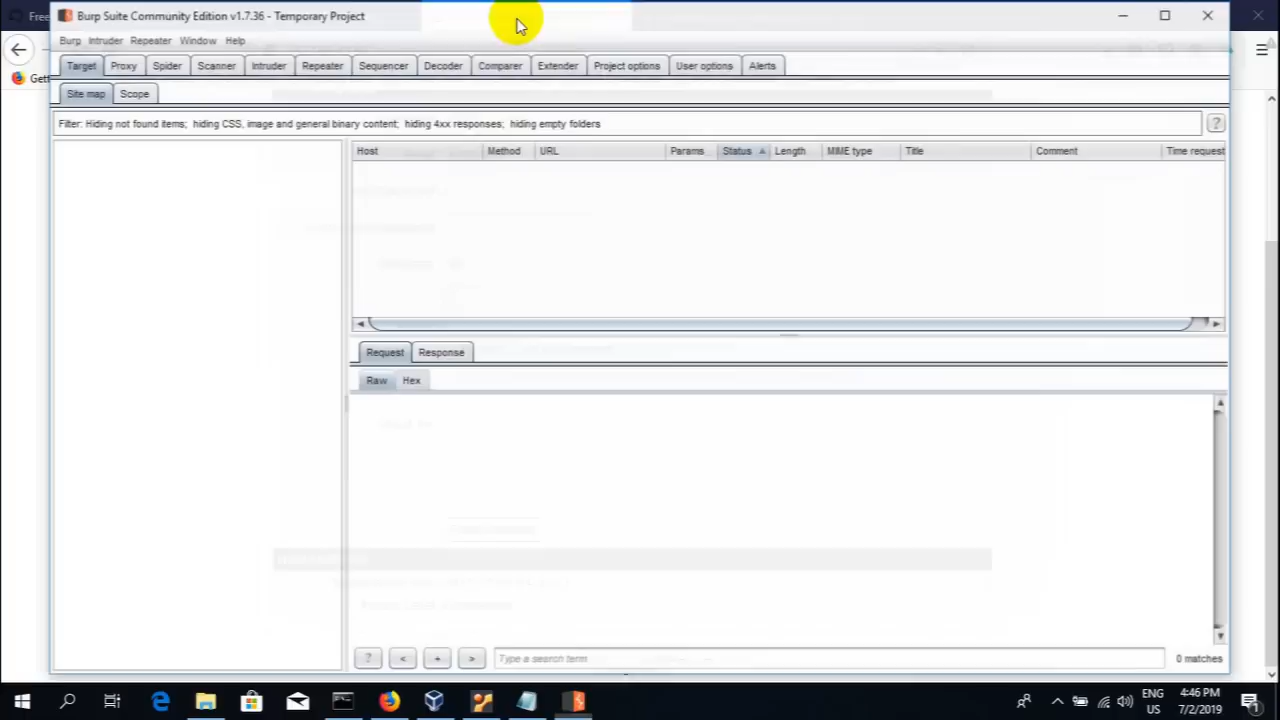 Free
Burp Suite Community Edition v1.7.36 - Temporary Project
Burp Intruder Repeater Window Help
Gett
Target Proxy Spider Scanner Intruder Repeater Sequencer Decoder Comparer Extender Project options User options Alerts
Site map Scope
Filter: Hiding not found items; hiding CSS, image and general binary content; hiding 4xx responses; hiding empty folders
?
Host Method URL Params Status Length MIME type Title Comment Time request
Request Response
Raw Hex
? < + > Type a search term 0 matches
ENG 4:46 PM
US 7/2/2019
1